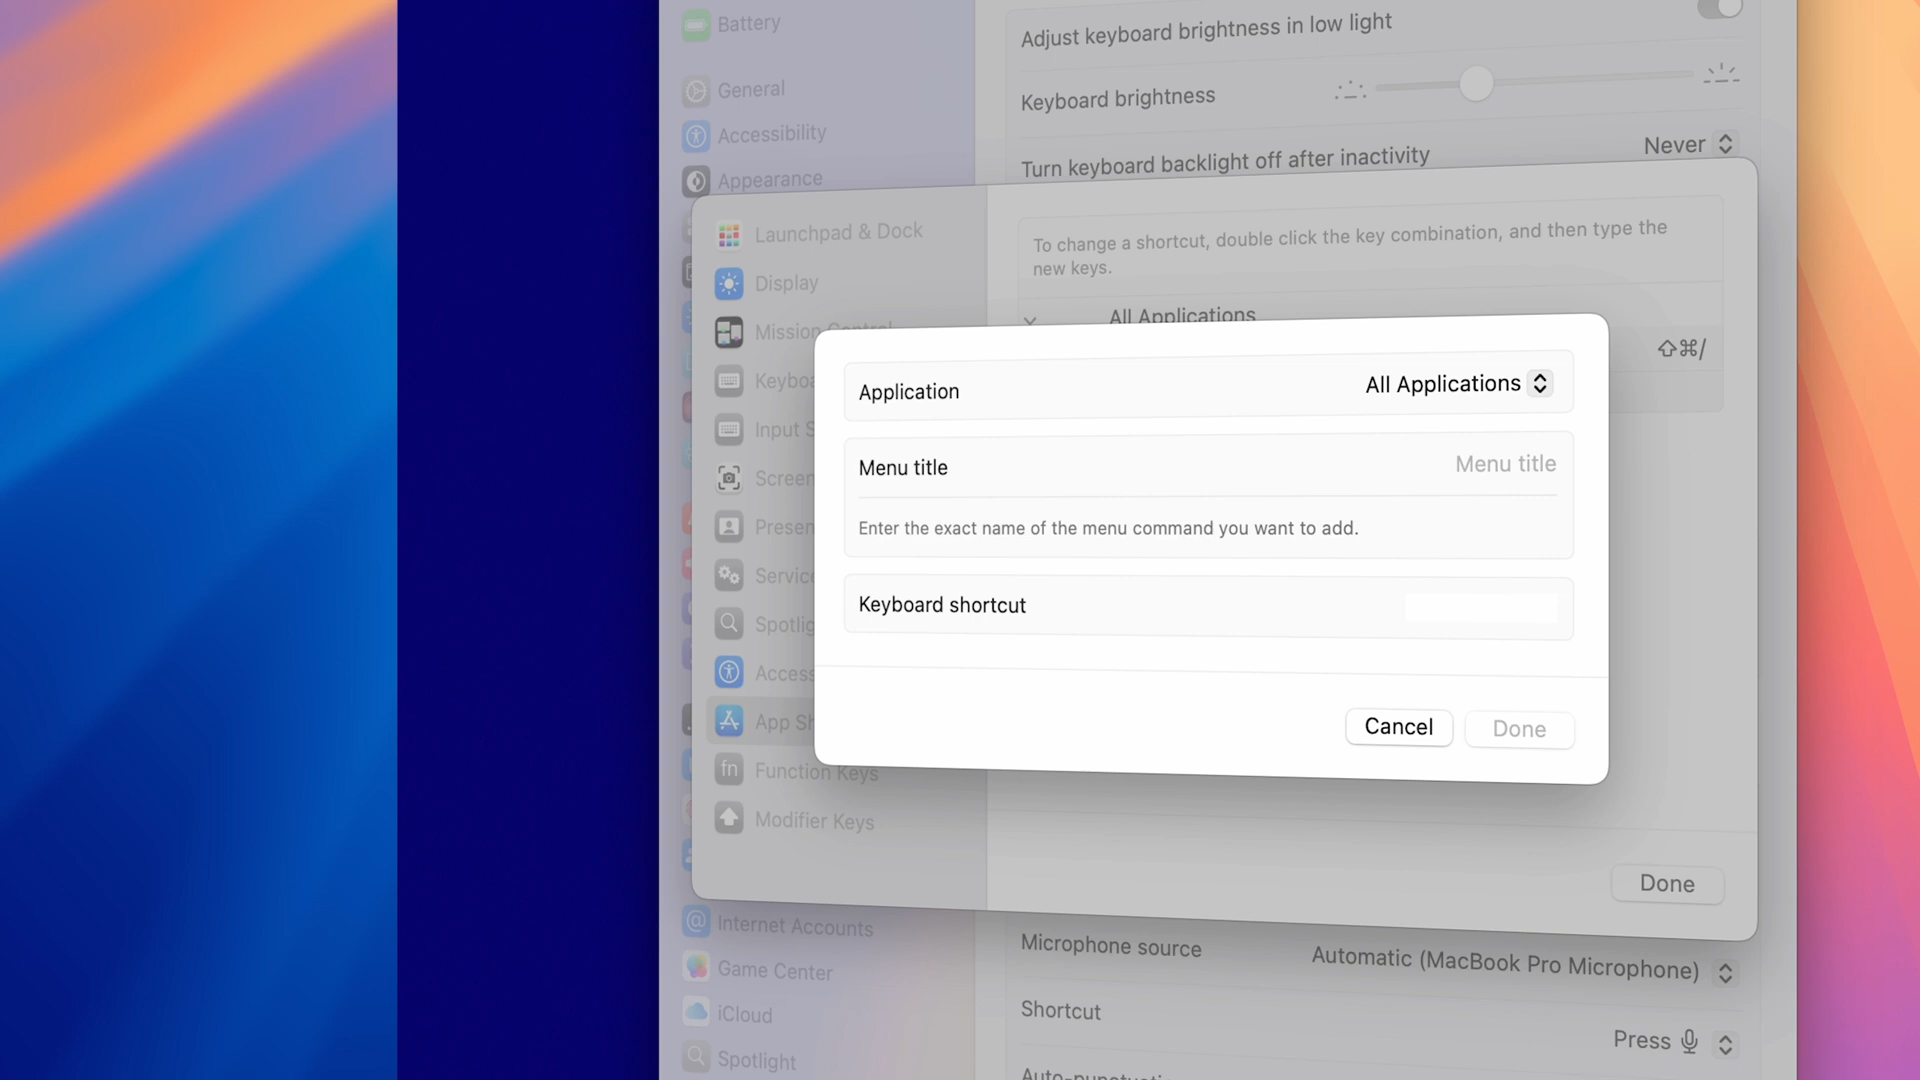 Battery
General
Accessibility
Appearance
Adjust keyboard brightness in low light
Keyboard brightness
Turn keyboard backlight off after inactivity
Never
Launchpad & Dock
Display
Mission Control
Input
Function Keys
Modifier Keys
fn
To change a shortcut, double click the key combination, and then type the
new keys.
All Applications
⇧⌘/
Application
All Applications
Menu title
Menu title
Enter the exact name of the menu command you want to add.
Keyboard shortcut
Cancel
Done
Done
Internet Accounts
Game Center
iCloud
Spotlight
Microphone source
Automatic (MacBook Pro Microphone)
Shortcut
Press